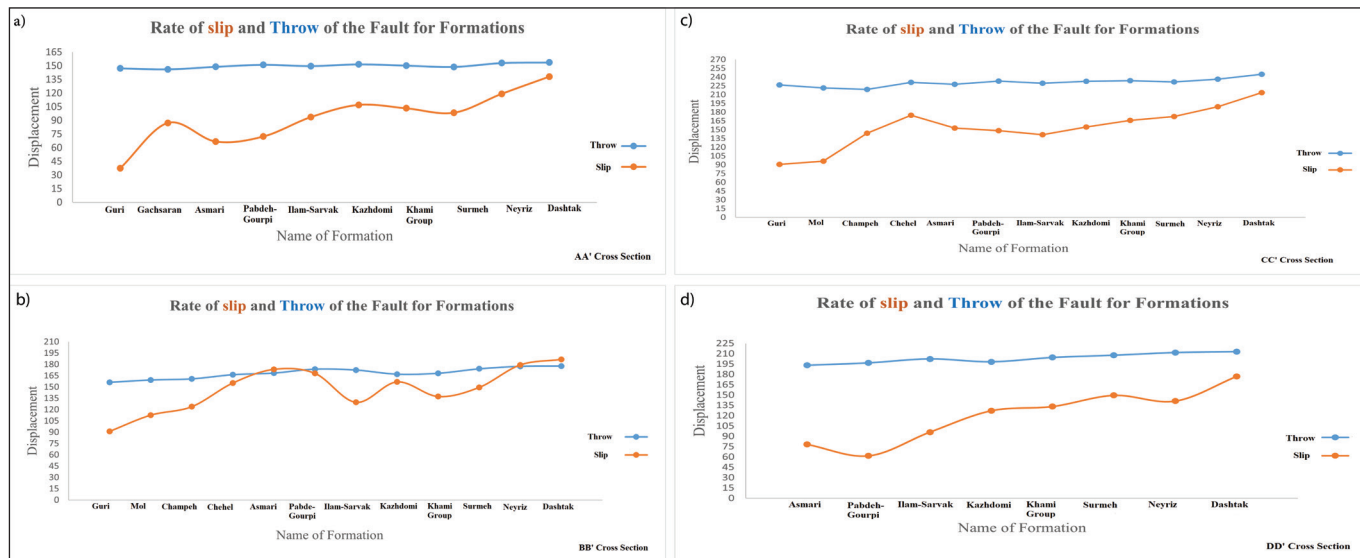 a)
Rate of slip and Throw of the Fault for Formations
165
150
135
120
105
90
75
60
45
30
15
0
Displacement
Throw
Slip
Guri Gachsaran Asmari Pabdeh- Ilam-Sarvak Kazhdomi Khami Surmeh Neyriz Dashtak
Gourpi Group
Name of Formation
AA' Cross Section
b)
Rate of slip and Throw of the Fault for Formations
210
195
180
165
150
135
120
105
90
75
60
45
30
15
0
Displacement
Throw
Slip
Guri Mol Champeh Chehel Asmari Pabde- Ilam-Sarvak Kazhdomi Khami Surmeh Neyriz Dashtak
Gourpi Group
Name of Formation
BB' Cross Section
c)
Rate of slip and Throw of the Fault for Formations
270
255
240
225
210
195
180
165
150
135
120
105
90
75
60
45
30
15
0
Displacement
Throw
Slip
Guri Mol Champeh Chehel Asmari Pabdeh- Ilam-Sarvak Kazhdomi Khami Surmeh Neyriz Dashtak
Gourpi Group
Name of Formation
CC' Cross Section
d)
Rate of slip and Throw of the Fault for Formations
225
210
195
180
165
150
135
120
105
90
75
60
45
30
15
0
Displacement
Throw
Slip
Asmari Pabdeh- Ilam-Sarvak Kazhdomi Khami Surmeh Neyriz Dashtak
Gourpi Group
Name of Formation
DD' Cross Section